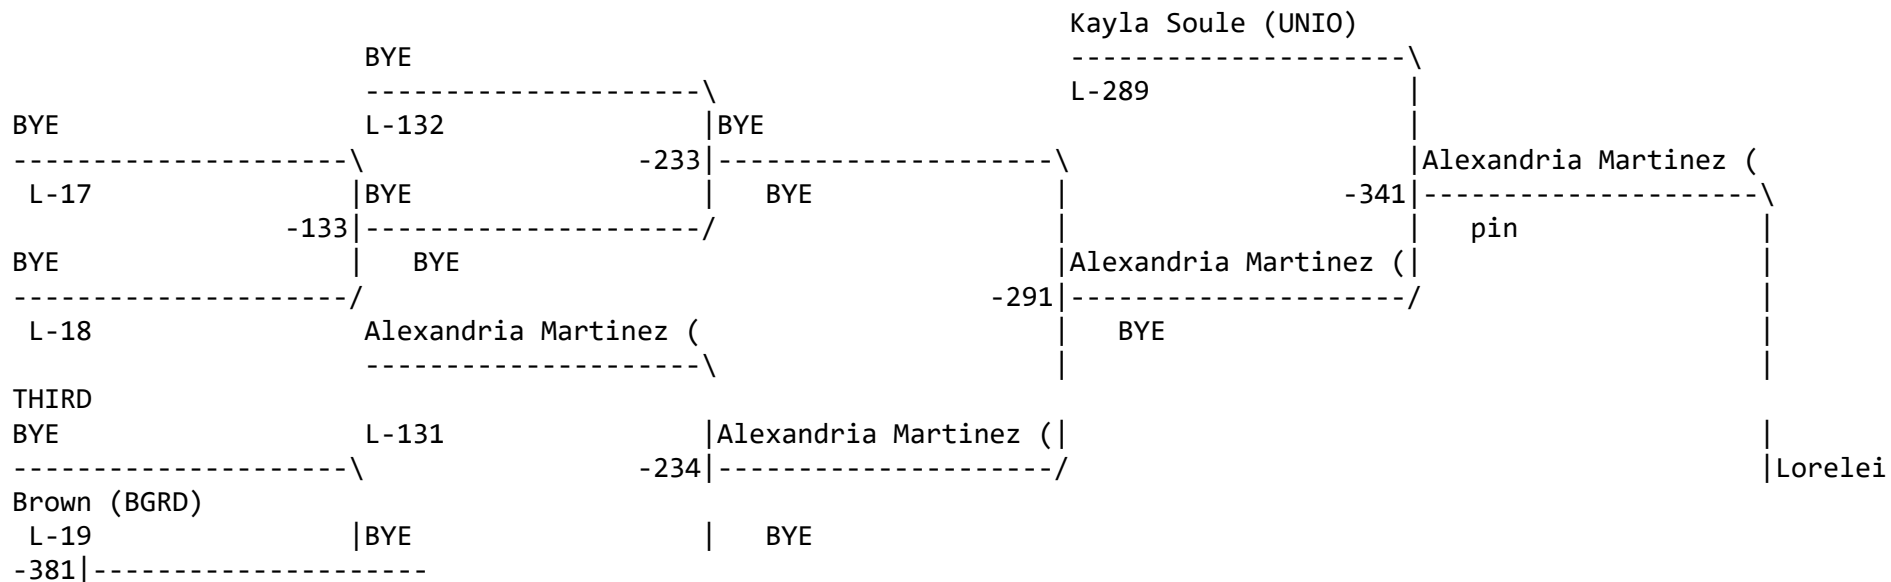 Kayla Soule (UNIO)
                      BYE                                          ---------------------\
                      ---------------------\                       L-289                |
BYE                   L-132                |BYE                                         |
---------------------\                 -233|---------------------\                      |Alexandria Martinez (
 L-17                |BYE                  |   BYE               |                  -341|---------------------\
                 -133|---------------------/                     |                      |   pin               |
BYE                  |   BYE                                     |Alexandria Martinez (|                     |
---------------------/                                       -291|---------------------/                      |
 L-18                 Alexandria Martinez (                      |   BYE                                      |
                      ---------------------\                     |                                            |
THIRD
BYE                   L-131                |Alexandria Martinez (|                                            |
---------------------\                 -234|---------------------/                                            |Lorelei
Brown (BGRD)
 L-19                |BYE                  |   BYE
-381|---------------------